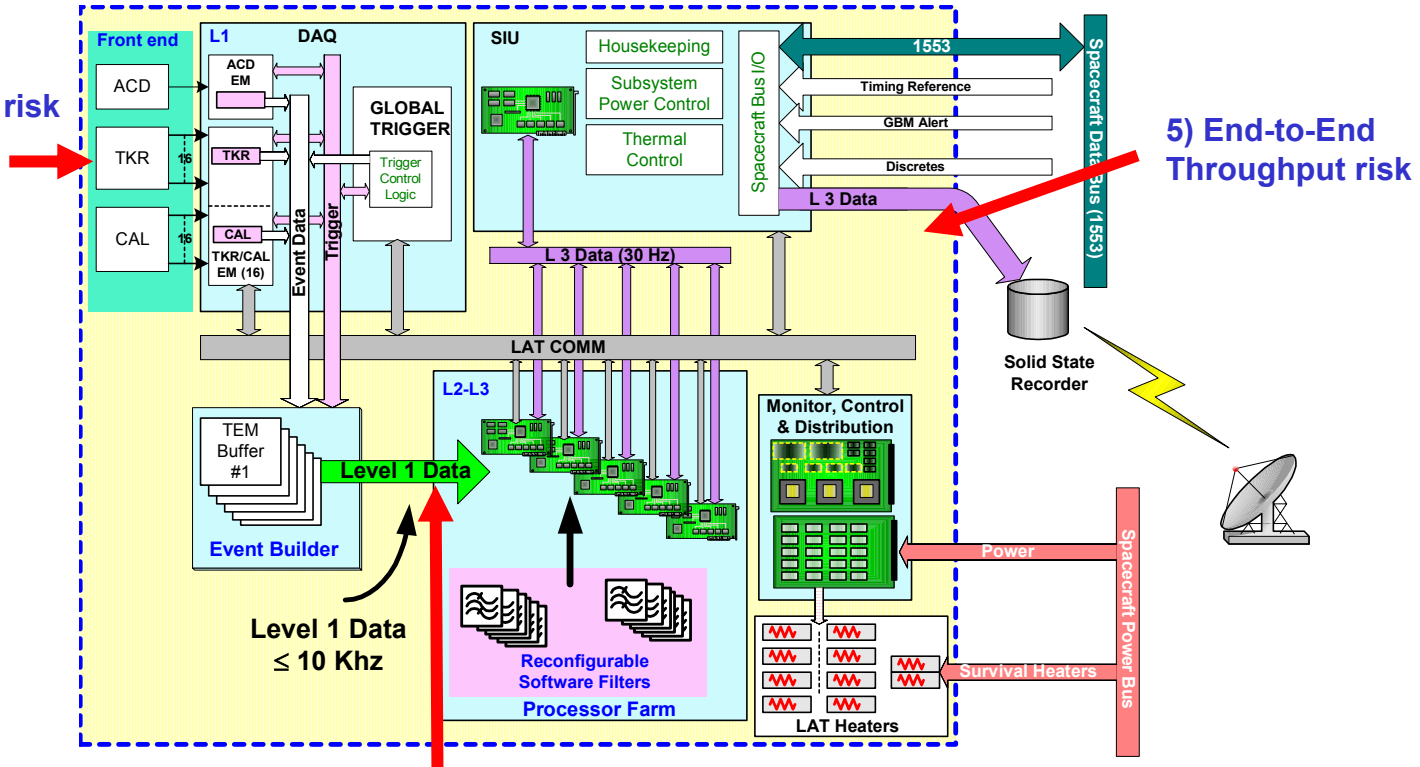 risk
Front end
ACD
TKR
16
CAL
16
L1
DAQ
ACD
EM
TKR
CAL
TKR/CAL
EM (16)
Event Data
Trigger
GLOBAL
TRIGGER
Trigger
Control
Logic
SIU
Housekeeping
Subsystem
Power Control
Thermal
Control
Spacecraft Bus I/O
1553
Timing Reference
GBM Alert
Discretes
L 3 Data
Spacecraft Data Bus (1553)
5) End-to-End
Throughput risk
L 3 Data (30 Hz)
LAT COMM
Solid State
Recorder
TEM
Buffer
#1
Event Builder
Level 1 Data
Level 1 Data
≤ 10 Khz
L2-L3
Reconfigurable
Software Filters
Processor Farm
Monitor, Control
& Distribution
Power
Survival Heaters
LAT Heaters
Spacecraft Power Bus